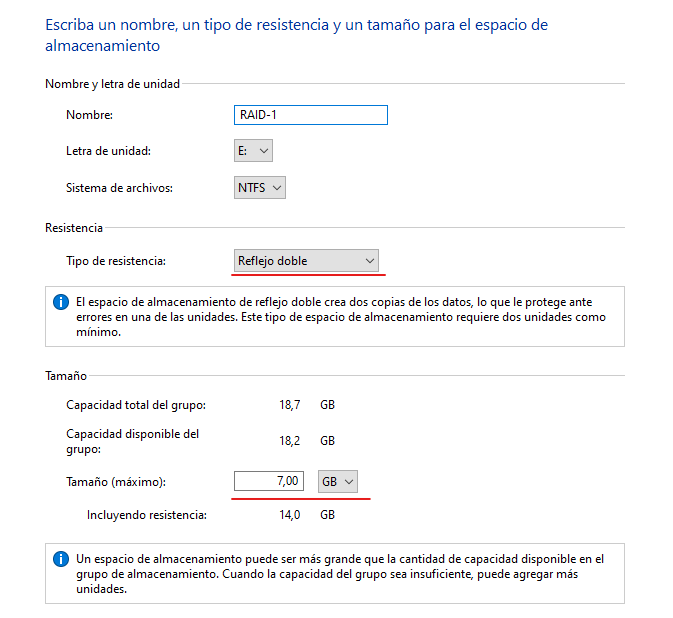 Escriba un nombre, un tipo de resistencia y un tamaño para el espacio de
almacenamiento
Nombre y letra de unidad
Nombre: RAID-1
Letra de unidad: E:
Sistema de archivos: NTFS
Resistencia
Tipo de resistencia: Reflejo doble
El espacio de almacenamiento de reflejo doble crea dos copias de los datos, lo que le protege ante
errores en una de las unidades. Este tipo de espacio de almacenamiento requiere dos unidades como
mínimo.
Tamaño
Capacidad total del grupo: 18,7 GB
Capacidad disponible del
grupo: 18,2 GB
Tamaño (máximo): 7,00 GB
Incluyendo resistencia: 14,0 GB
Un espacio de almacenamiento puede ser más grande que la cantidad de capacidad disponible en el
grupo de almacenamiento. Cuando la capacidad del grupo sea insuficiente, puede agregar más
unidades.